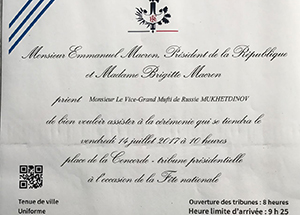 Monsieur Emmanuel Macron, Président de la République
et Madame Brigitte Macron
prient Monsieur Le Vice-Grand Mufti de Russie MUKHETDINOV
de bien vouloir assister à la cérémonie qui se tiendra le
vendredi 14 juillet 2017 à 10 heures
place de la Concorde - tribune présidentielle
à l'occasion de la Fête nationale
Tenue de ville
Uniforme
Ouverture des tribunes : 8 heures
Heure limite d'arrivée : 9 h 25